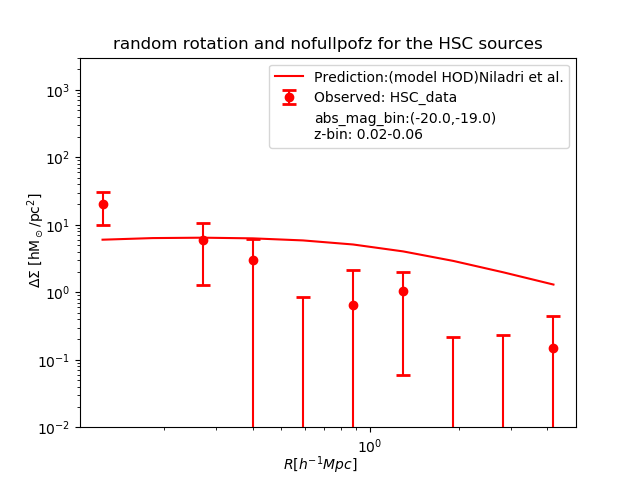 random rotation and nofullpofz for the HSC sources
Prediction:(model HOD)Niladri et al.
Observed: HSC_data
abs_mag_bin:(-20.0,-19.0)
z-bin: 0.02-0.06
10³
10²
10¹
10⁰
10⁻¹
10⁻²
ΔΣ [hM⊙/pc²]
10⁰
R[h⁻¹Mpc]